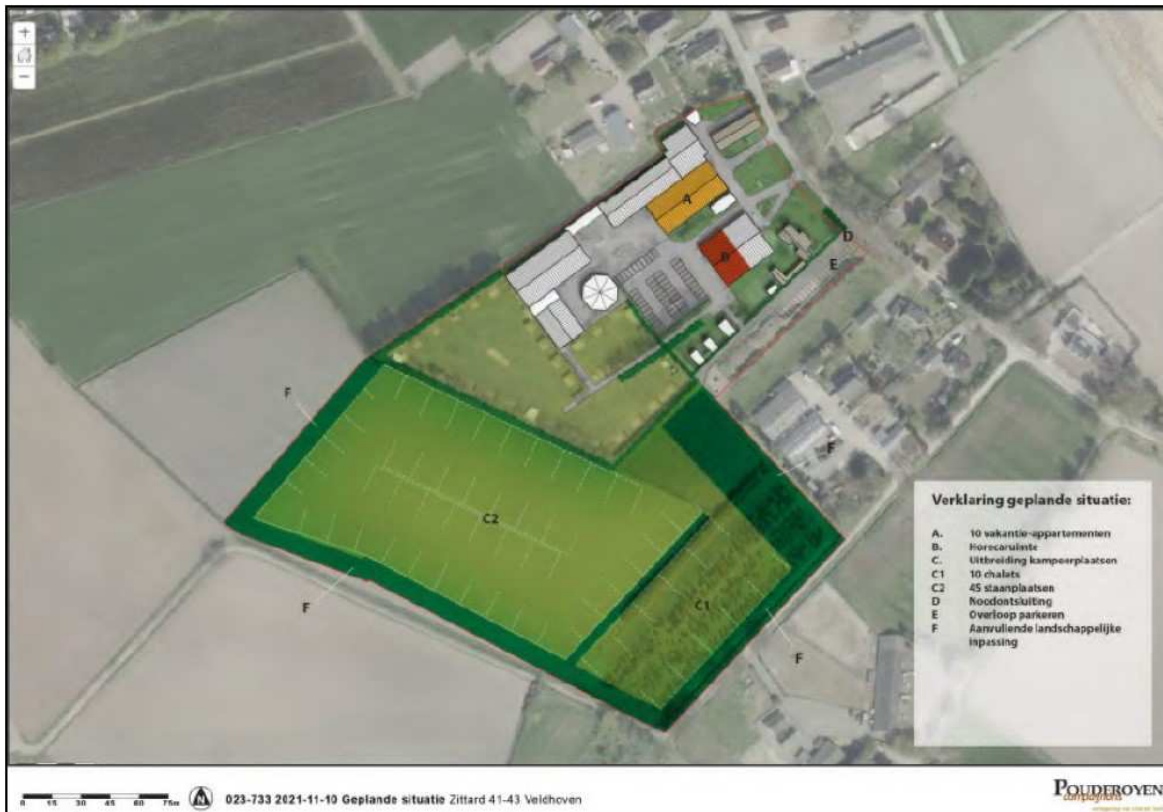 +
−
A
B
D
E
F
F
C2
C1
F
F
Verklaring geplande situatie:
A. 10 vakantie-appartementen
B. Horecaruimte
C. Uitbreiding kampeerplaatsen
C1 10 chalets
C2 45 staanplaatsen
D Noodontsluiting
E Overloop parkeren
F Aanvullende landschappelijke
inpassing
0 15 30 45 60 75m
N
023-733 2021-11-10 Geplande situatie Zittard 41-43 Veldhoven
POUDEROYEN
compagnons